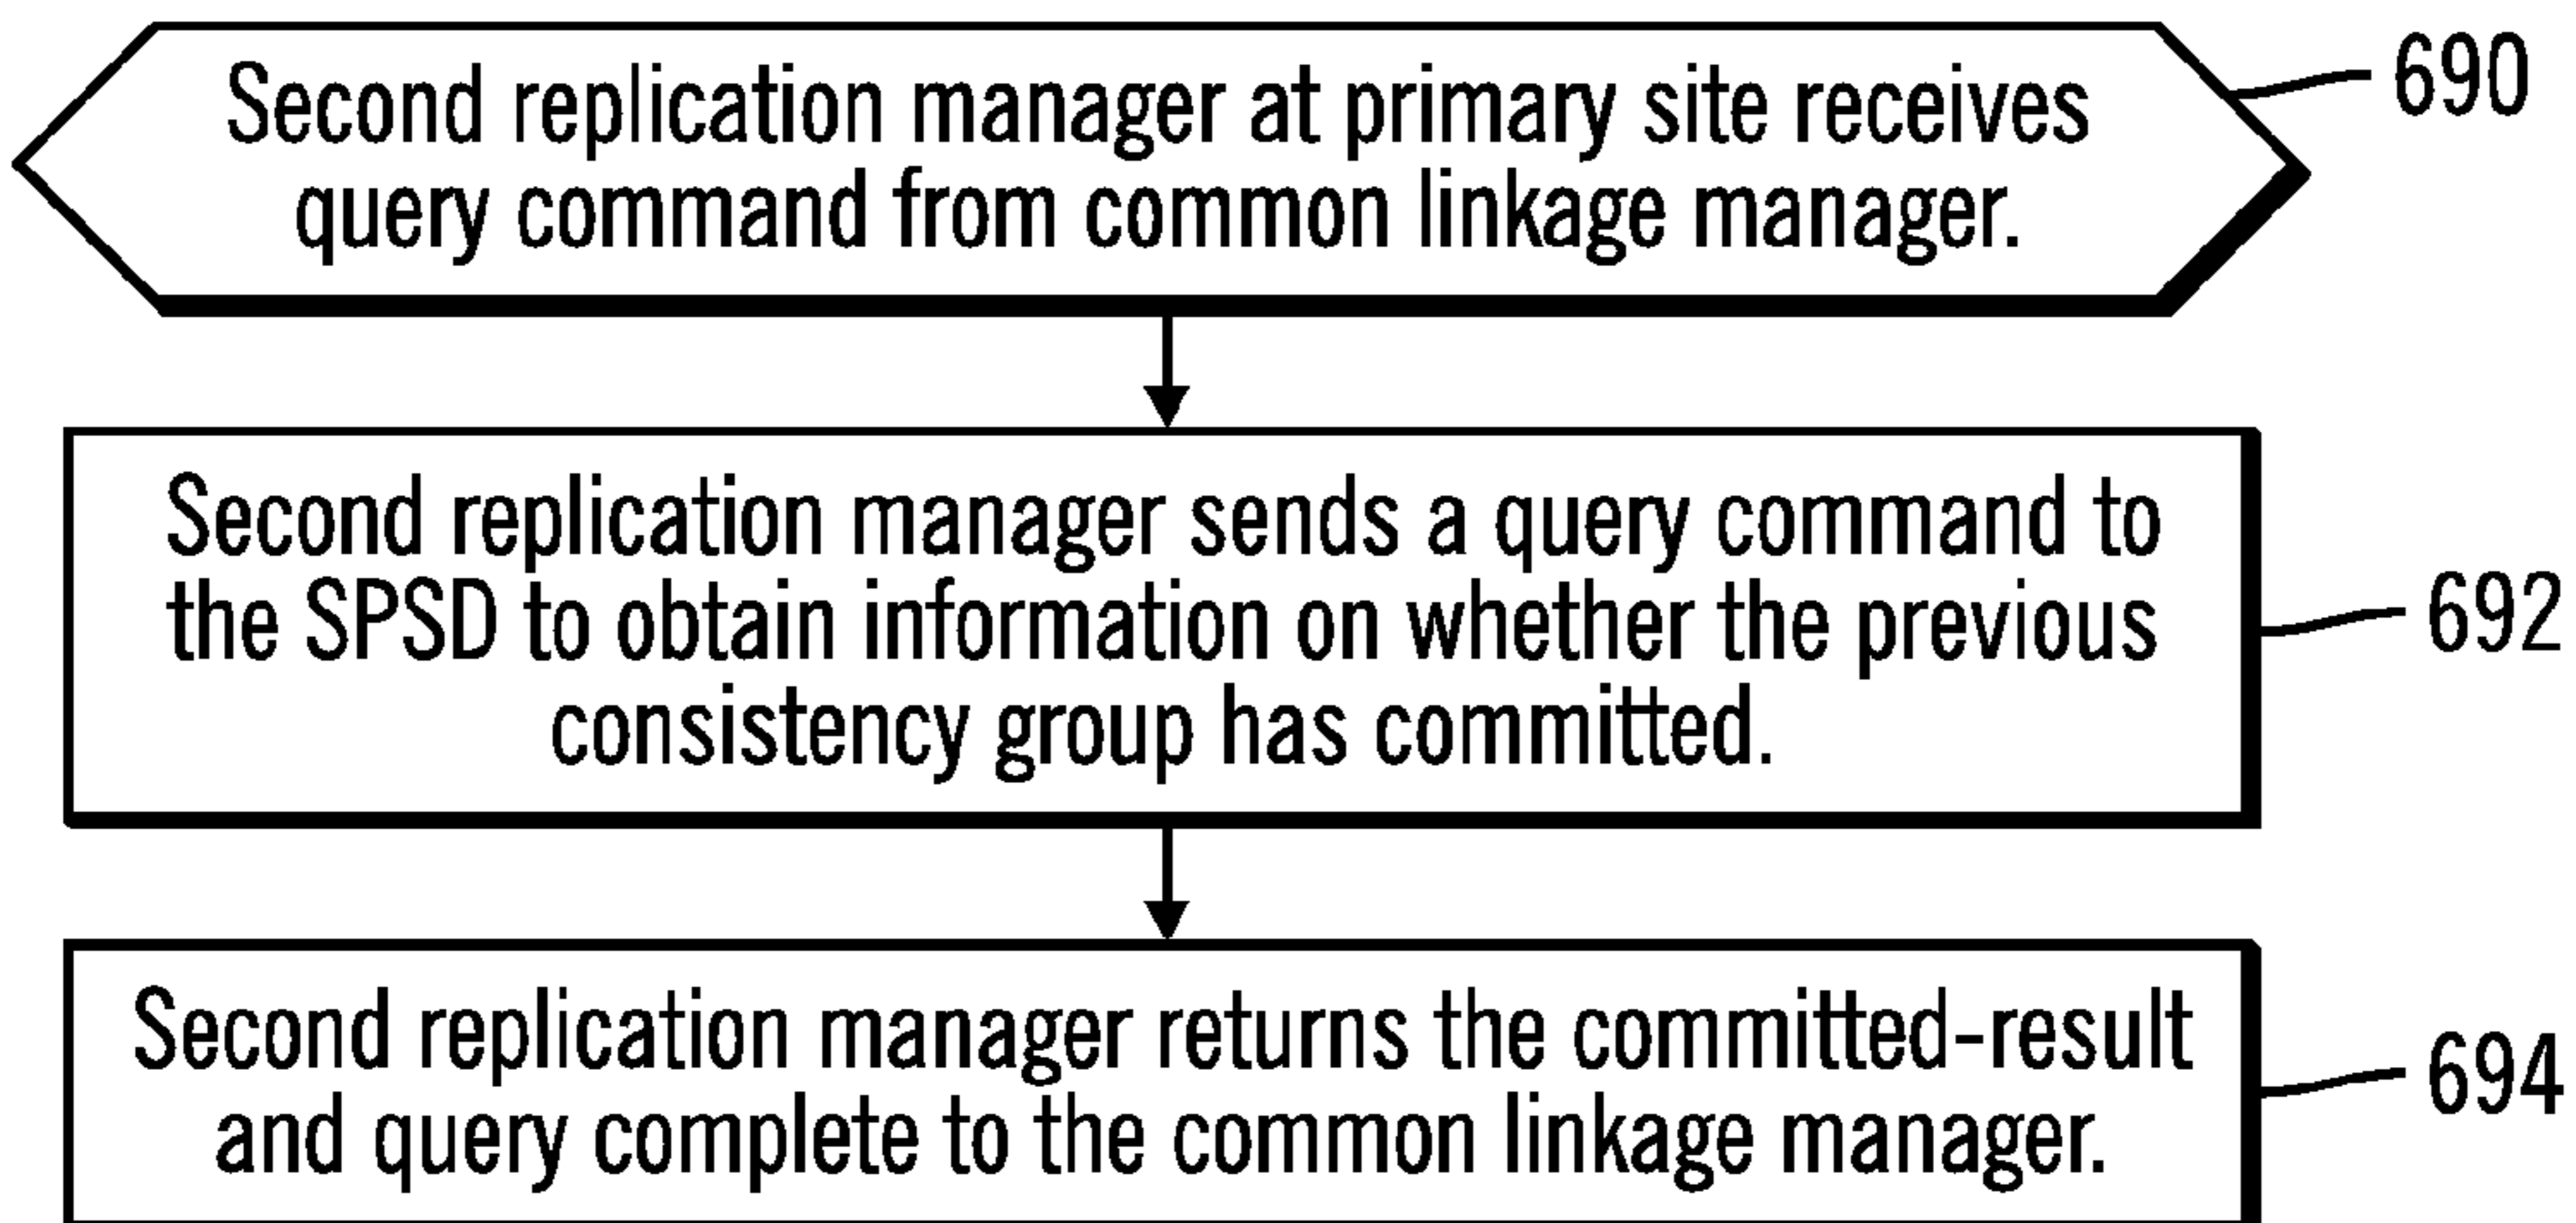 Second replication manager at primary site receives
query command from common linkage manager.
690
Second replication manager sends a query command to
the SPSD to obtain information on whether the previous
consistency group has committed.
692
Second replication manager returns the committed-result
and query complete to the common linkage manager.
694